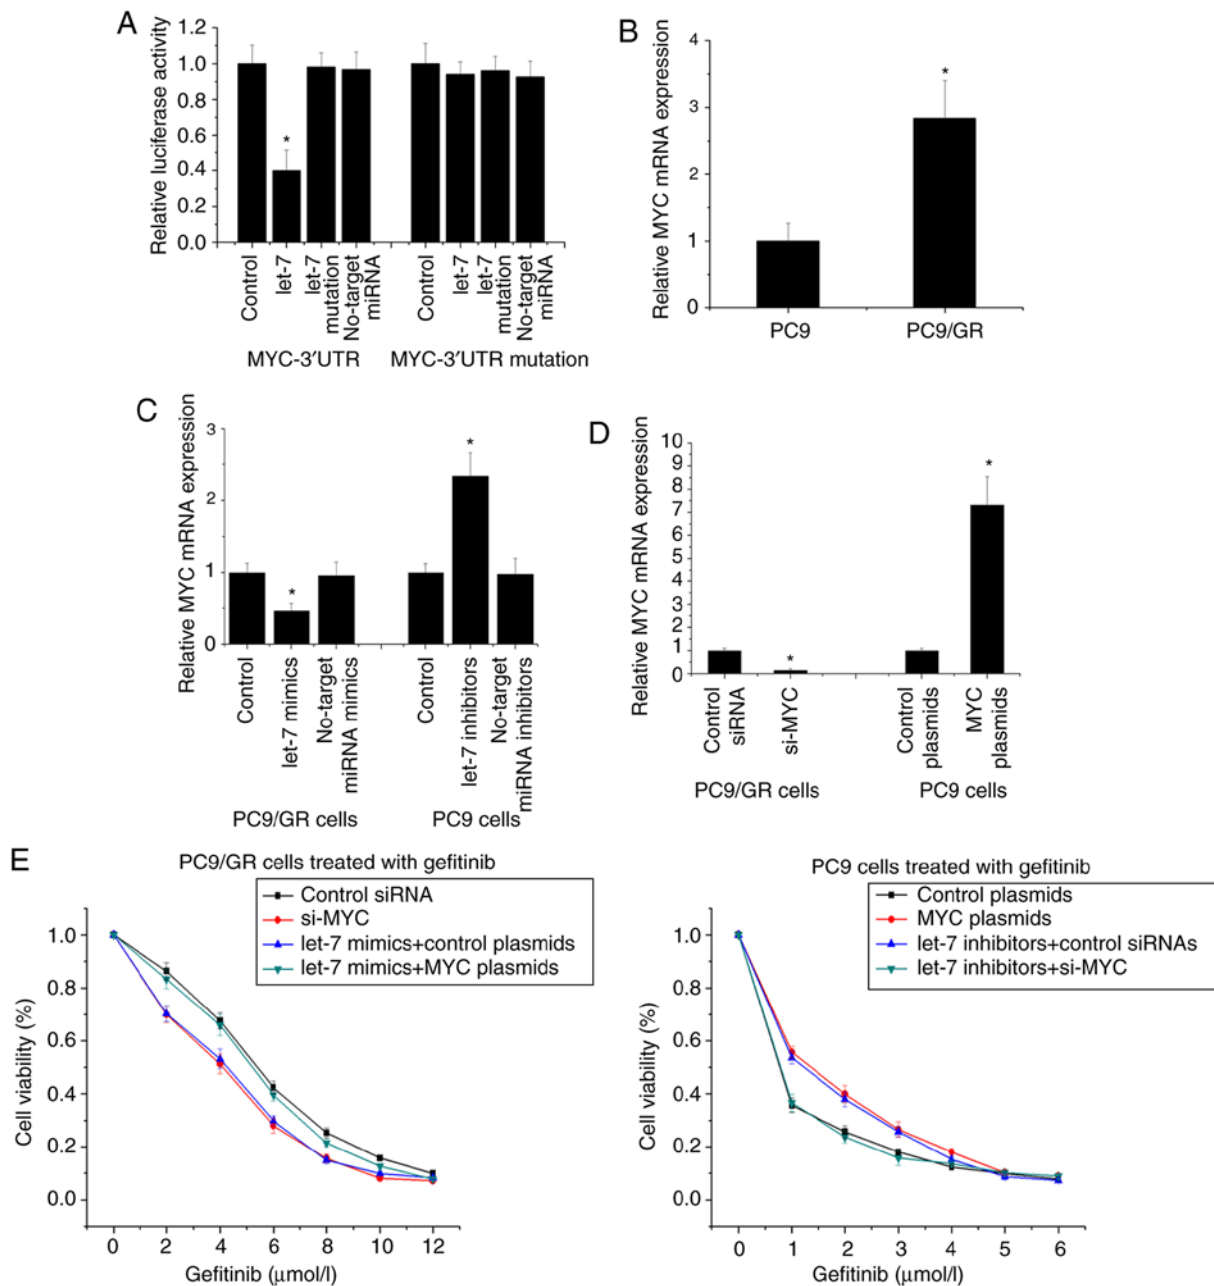 A
Relative luciferase activity
1.2
1.0
0.8
0.6
0.4
0.2
0.0
*
Control
let-7
let-7
mutation
No-target
miRNA
Control
let-7
let-7
mutation
No-target
miRNA
MYC-3′UTR
MYC-3′UTR mutation
B
Relative MYC mRNA expression
4
3
2
1
0
*
PC9
PC9/GR
C
Relative MYC mRNA expression
3
2
1
0
*
*
Control
let-7 mimics
No-target
miRNA mimics
Control
let-7 inhibitors
No-target
miRNA inhibitors
PC9/GR cells
PC9 cells
D
Relative MYC mRNA expression
10
9
8
7
6
5
4
3
2
1
1
0
*
*
Control
siRNA
si-MYC
Control
plasmids
MYC
plasmids
PC9/GR cells
PC9 cells
E
PC9/GR cells treated with gefitinib
Control siRNA
si-MYC
let-7 mimics+control plasmids
let-7 mimics+MYC plasmids
Cell viability (%)
1.0
0.8
0.6
0.4
0.2
0.0
0 2 4 6 8 10 12
Gefitinib (μmol/l)
PC9 cells treated with gefitinib
Control plasmids
MYC plasmids
let-7 inhibitors+control siRNAs
let-7 inhibitors+si-MYC
Cell viability (%)
1.0
0.8
0.6
0.4
0.2
0.0
0 1 2 3 4 5 6
Gefitinib (μmol/l)